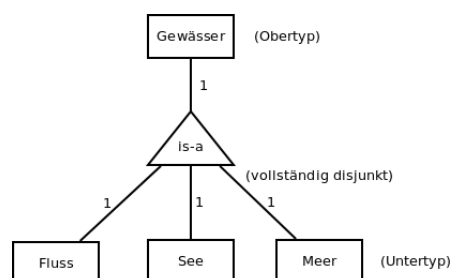 Gewässer (Obertyp)
1
is-a
(vollständig disjunkt)
1 1 1
Fluss See Meer (Untertyp)